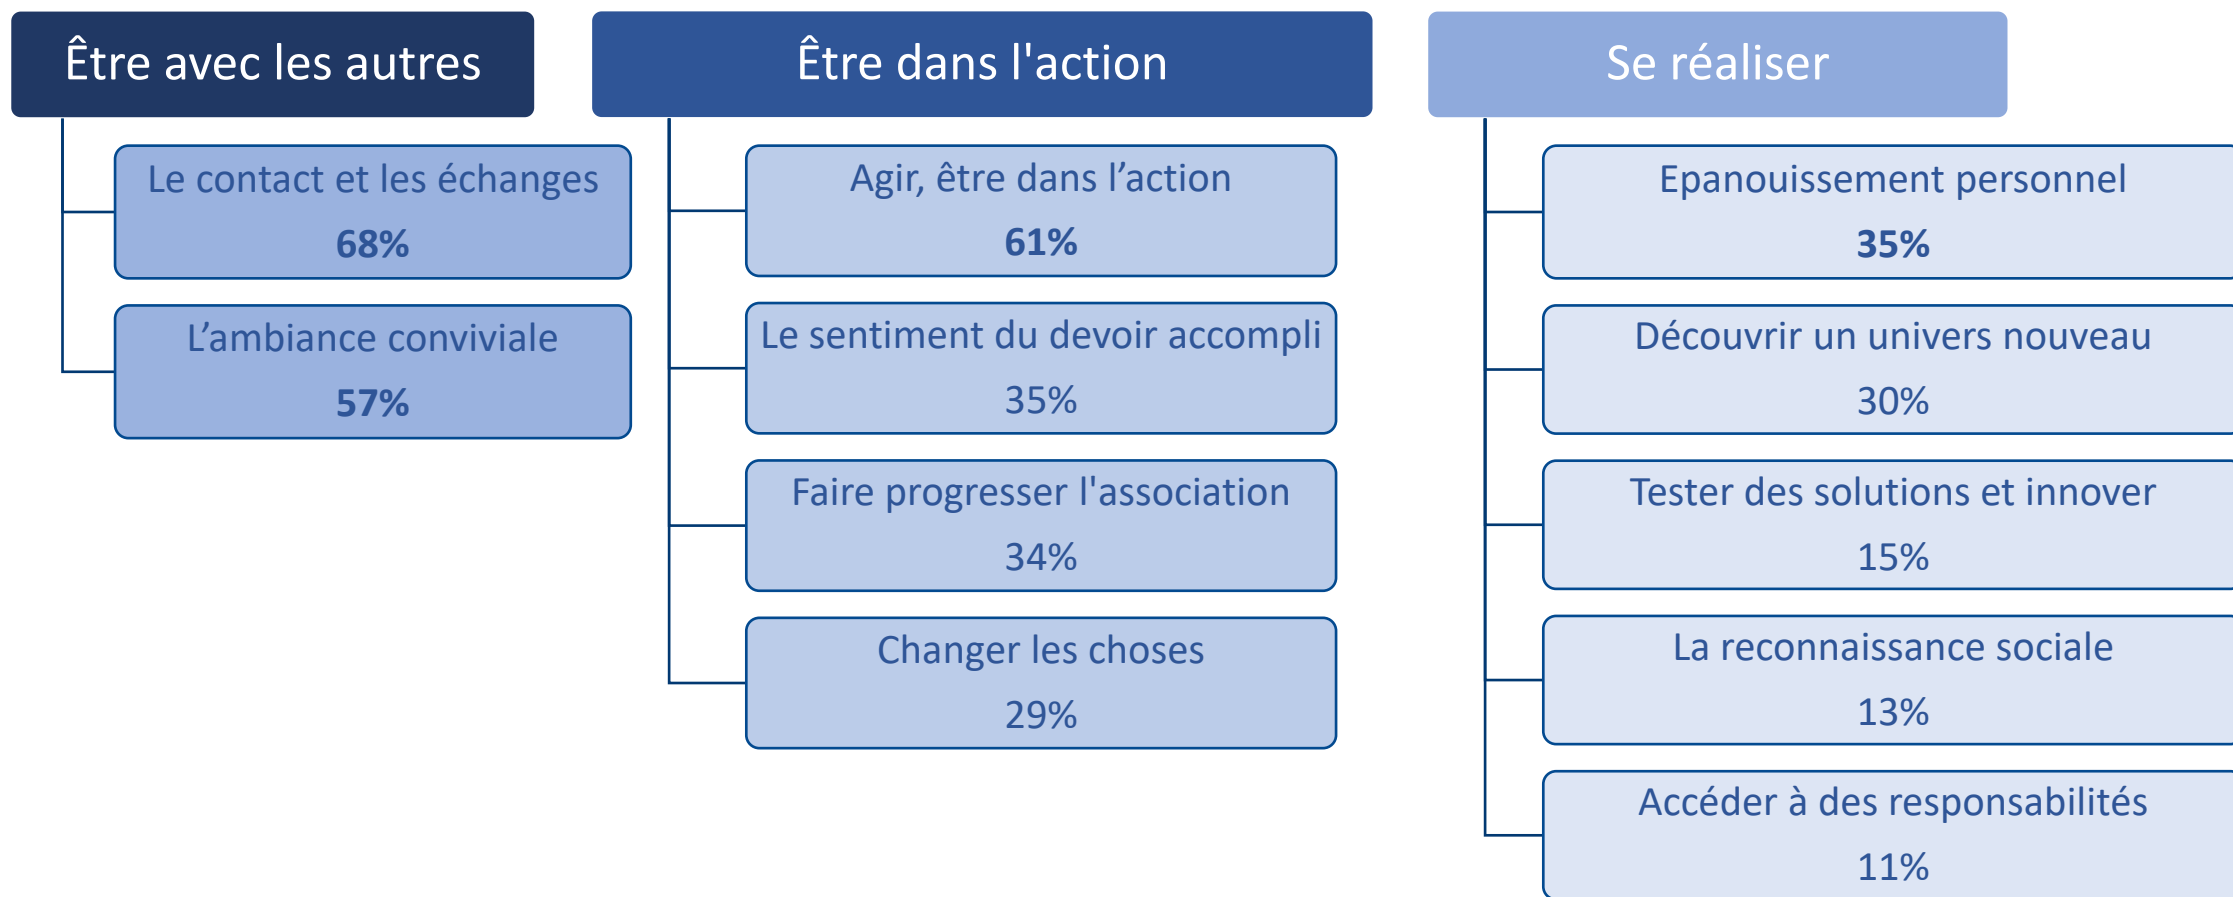 Être avec les autres
Le contact et les échanges
68%
L’ambiance conviviale
57%
Être dans l'action
Agir, être dans l’action
61%
Le sentiment du devoir accompli
35%
Faire progresser l'association
34%
Changer les choses
29%
Se réaliser
Epanouissement personnel
35%
Découvrir un univers nouveau
30%
Tester des solutions et innover
15%
La reconnaissance sociale
13%
Accéder à des responsabilités
11%